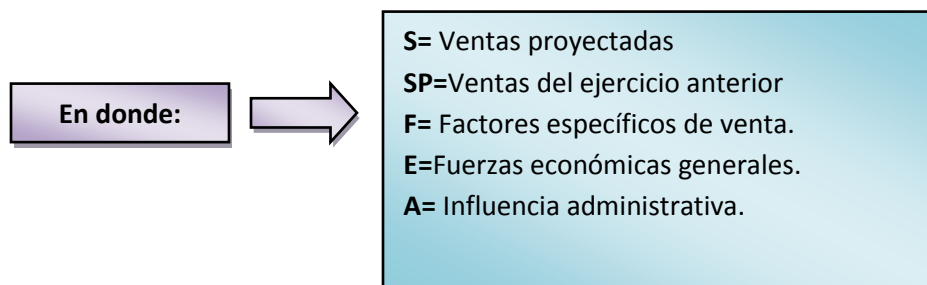 En donde:
S= Ventas proyectadas
SP=Ventas del ejercicio anterior
F= Factores específicos de venta.
E=Fuerzas económicas generales.
A= Influencia administrativa.